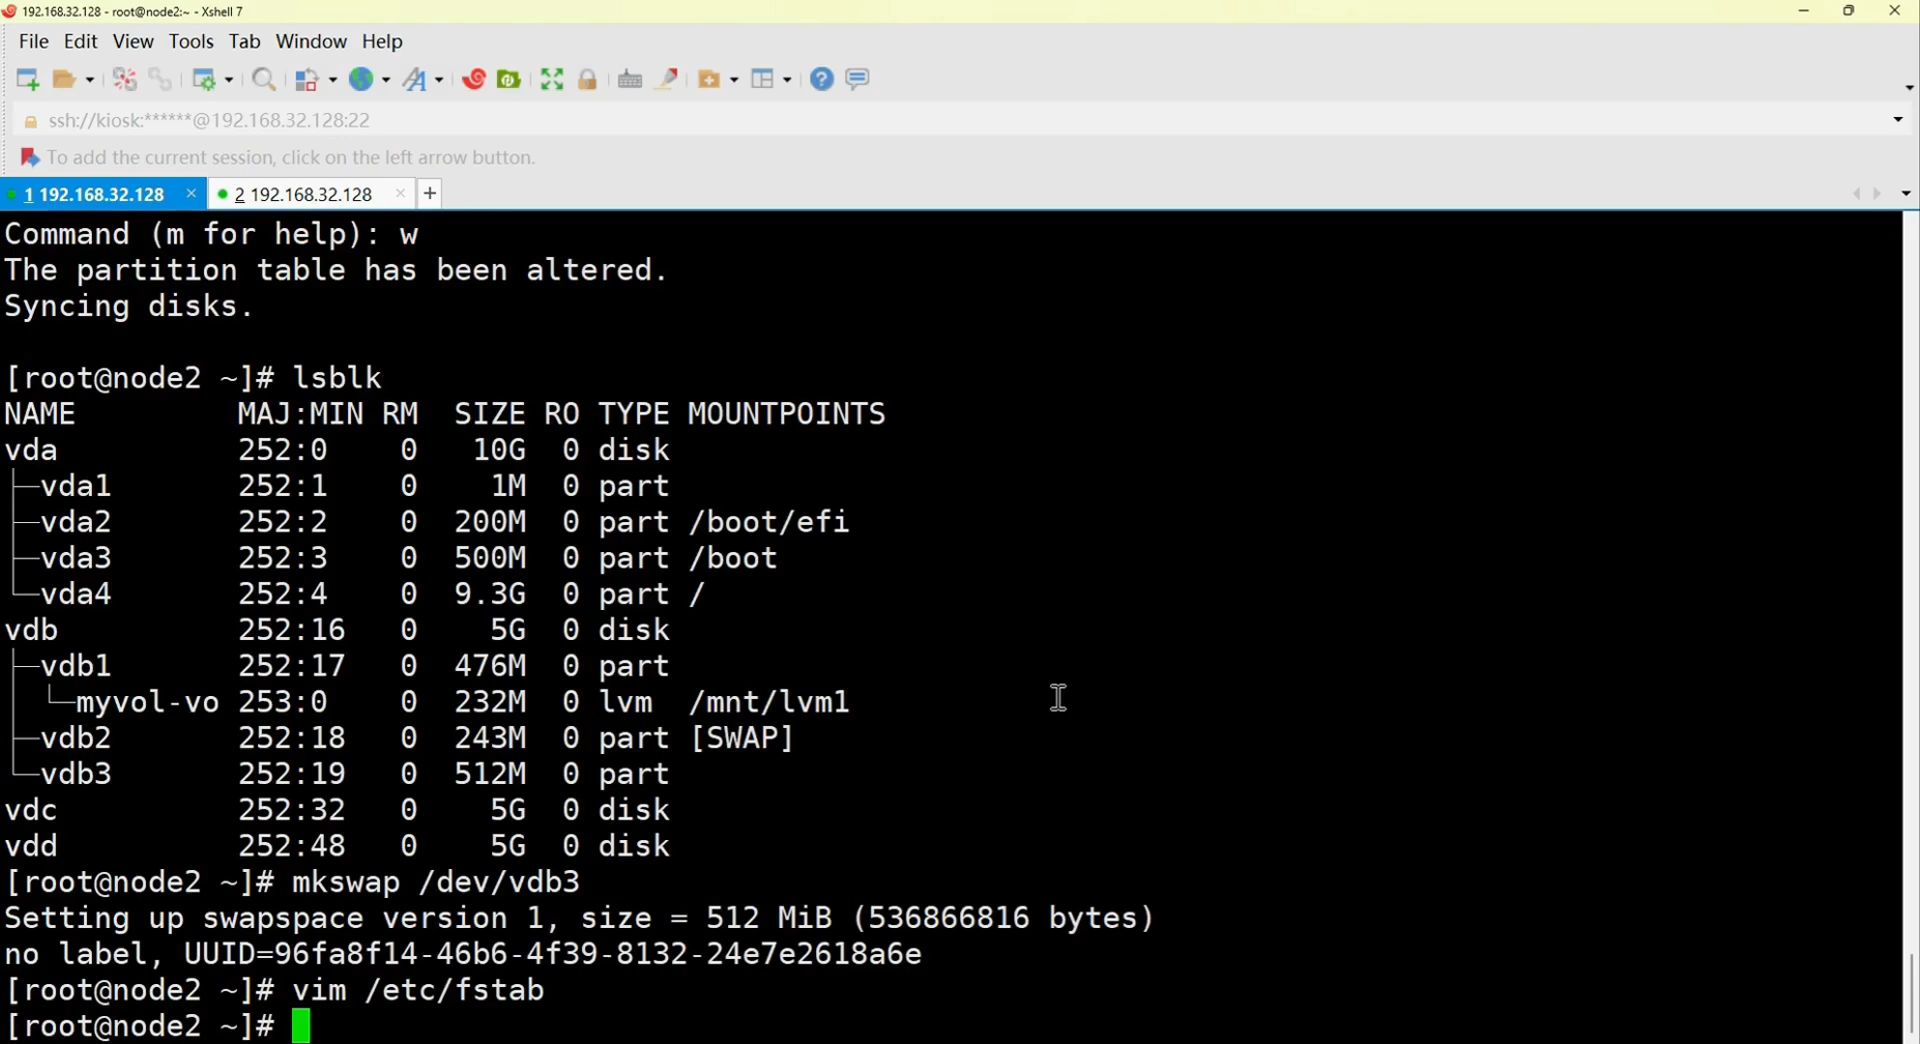 192.168.32.128 - root@node2:~ - Xshell 7
File Edit View Tools Tab Window Help
ssh://kiosk:******@192.168.32.128:22
To add the current session, click on the left arrow button.
1 192.168.32.128 × 2 192.168.32.128 × +
Command (m for help): w
The partition table has been altered.
Syncing disks.
[root@node2 ~]# lsblk
NAME         MAJ:MIN RM  SIZE RO TYPE MOUNTPOINTS
vda          252:0    0   10G  0 disk
├─vda1       252:1    0    1M  0 part
├─vda2       252:2    0  200M  0 part /boot/efi
├─vda3       252:3    0  500M  0 part /boot
└─vda4       252:4    0  9.3G  0 part /
vdb          252:16   0    5G  0 disk
├─vdb1       252:17   0  476M  0 part
│ └─myvol-vo 253:0    0  232M  0 lvm  /mnt/lvm1
├─vdb2       252:18   0  243M  0 part [SWAP]
└─vdb3       252:19   0  512M  0 part
vdc          252:32   0    5G  0 disk
vdd          252:48   0    5G  0 disk
[root@node2 ~]# mkswap /dev/vdb3
Setting up swapspace version 1, size = 512 MiB (536866816 bytes)
no label, UUID=96fa8f14-46b6-4f39-8132-24e7e2618a6e
[root@node2 ~]# vim /etc/fstab
[root@node2 ~]#